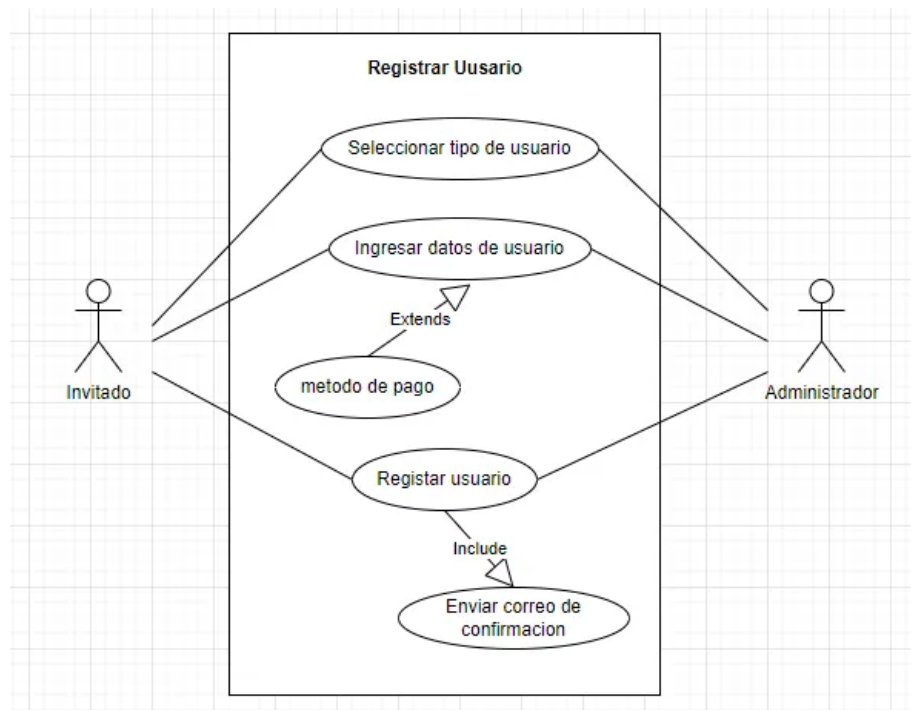 Registrar Uusario
Seleccionar tipo de usuario
Ingresar datos de usuario
Extends
metodo de pago
Invitado
Administrador
Registar usuario
Include
Enviar correo de
confirmacion